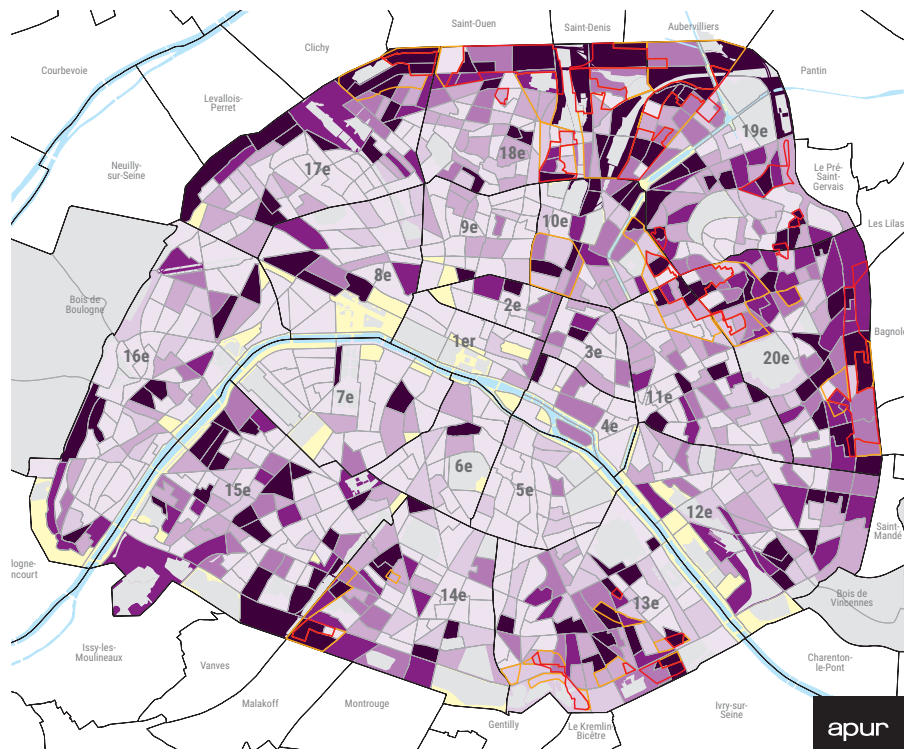 Saint-Ouen
Saint-Denis
Aubervilliers
Clichy
Courbevoie
Pantin
Levallois-
Perret
19e
18e
17e
Neuilly-
sur-Seine
Le Pré-
Saint-
Gervais
Les Lilas
10e
9e
8e
Bois de
Boulogne
2e
1er
3e
Bagnole
16e
20e
7e
11e
4e
6e
5e
15e
12e
Saint-
Mandé
logne-
ncourt
14e
13e
Bois de
Vincennes
Issy-les-
Moulineaux
Vanves
Charenton-
le-Pont
Malakoff
Montrouge
Ivry-sur-
Seine
Gentilly
Le Kremlin-
Bicêtre
apur